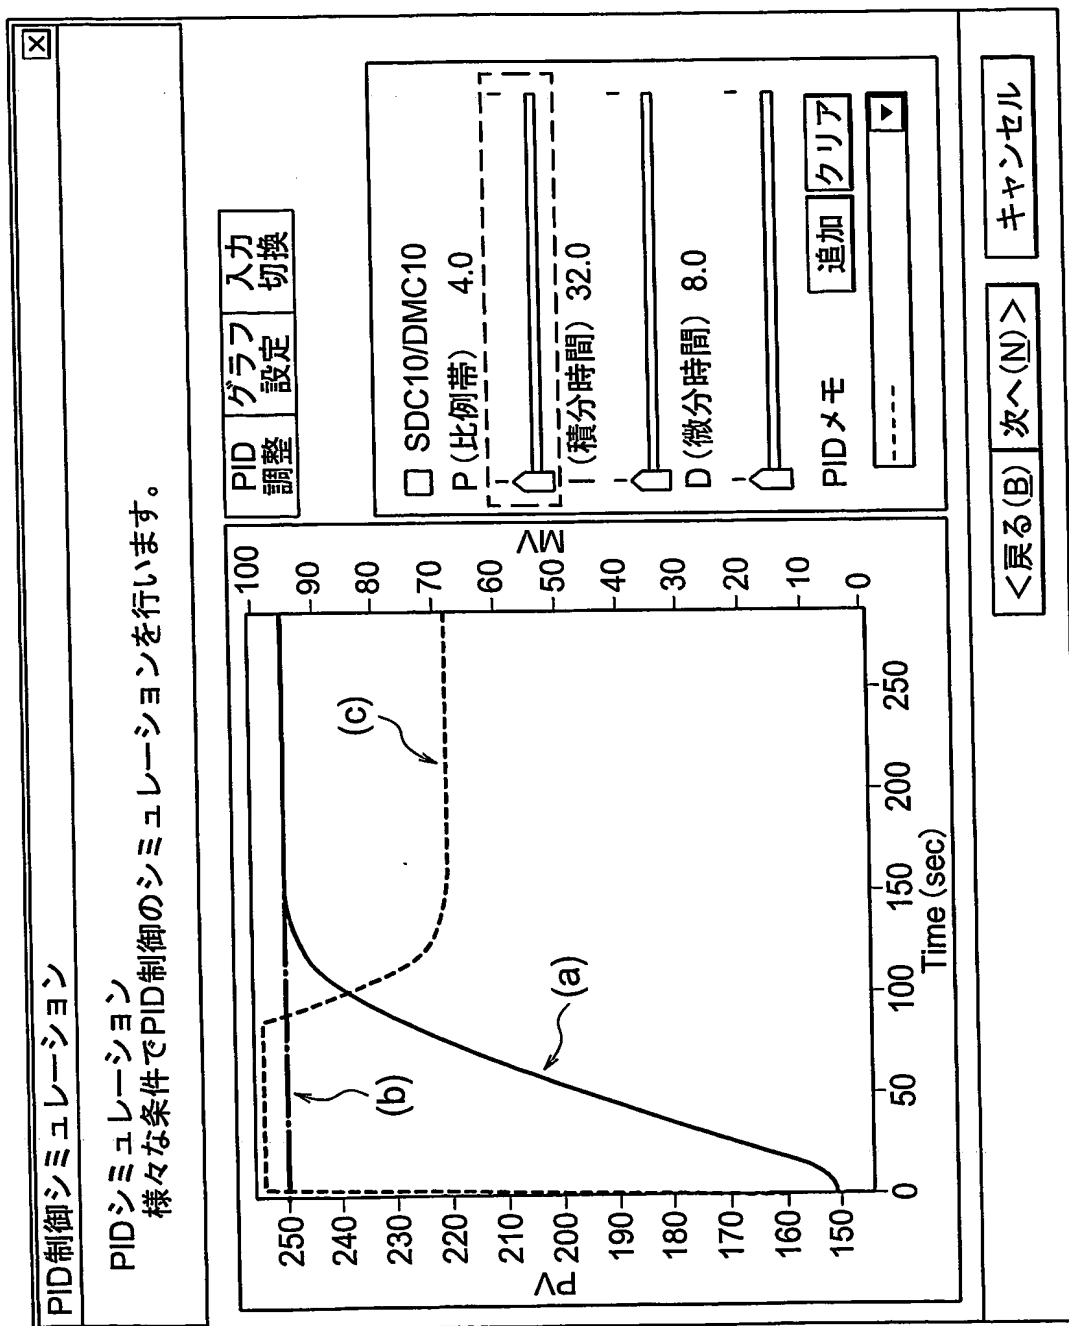 PID制御シミュレーション
PIDシミュレーション
様々な条件でPID制御のシミュレーションを行います。
PID調整
グラフ設定
入力切換
PV
250
240
230
220
210
200
190
180
170
160
150
0
50
100
150
200
250
Time (sec)
MV
100
90
80
70
60
50
40
30
20
10
0
(a)
(b)
(c)
SDC10/DMC10
P (比例帯) 4.0
I (積分時間) 32.0
D (微分時間) 8.0
PIDメモ
追加
クリア
------
<戻る(B)
次へ(N)>
キャンセル